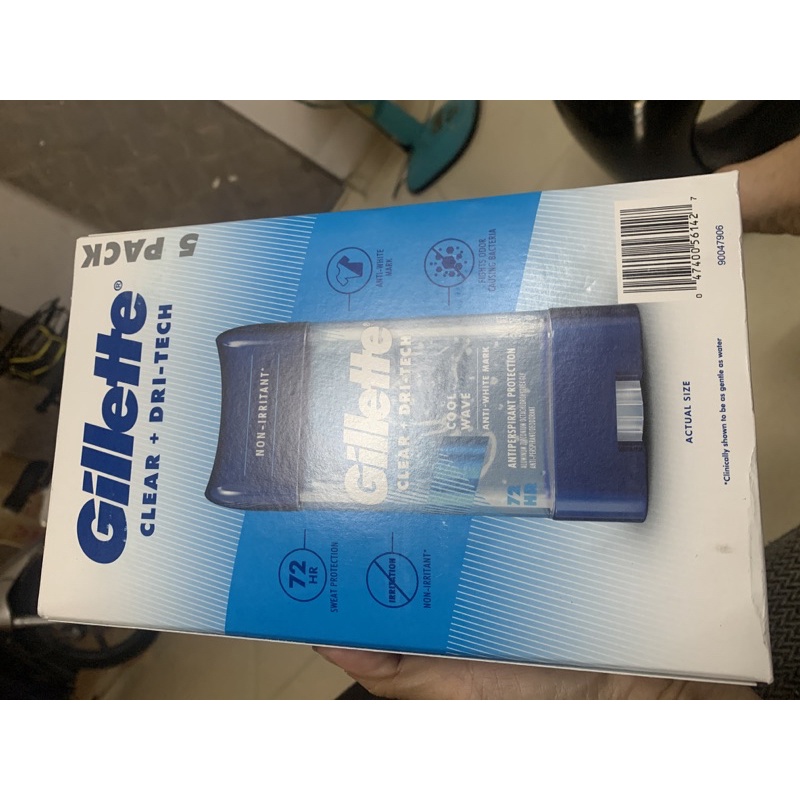 5 PACK
Gillette®
CLEAR + DRI-TECH
ANTI-WHITE
MARK
FIGHTS ODOR
CAUSING BACTERIA
72
HR
SWEAT PROTECTION
IRRITATION
NON-IRRITANT*
NON-IRRITANT*
Gillette
CLEAR + DRI-TECH
COOL
WAVE
ANTI-WHITE MARK
72
HR
ANTIPERSPIRANT PROTECTION
ACTUAL SIZE
*Clinically shown to be as gentle as water
0 47400 56142 7
90047906